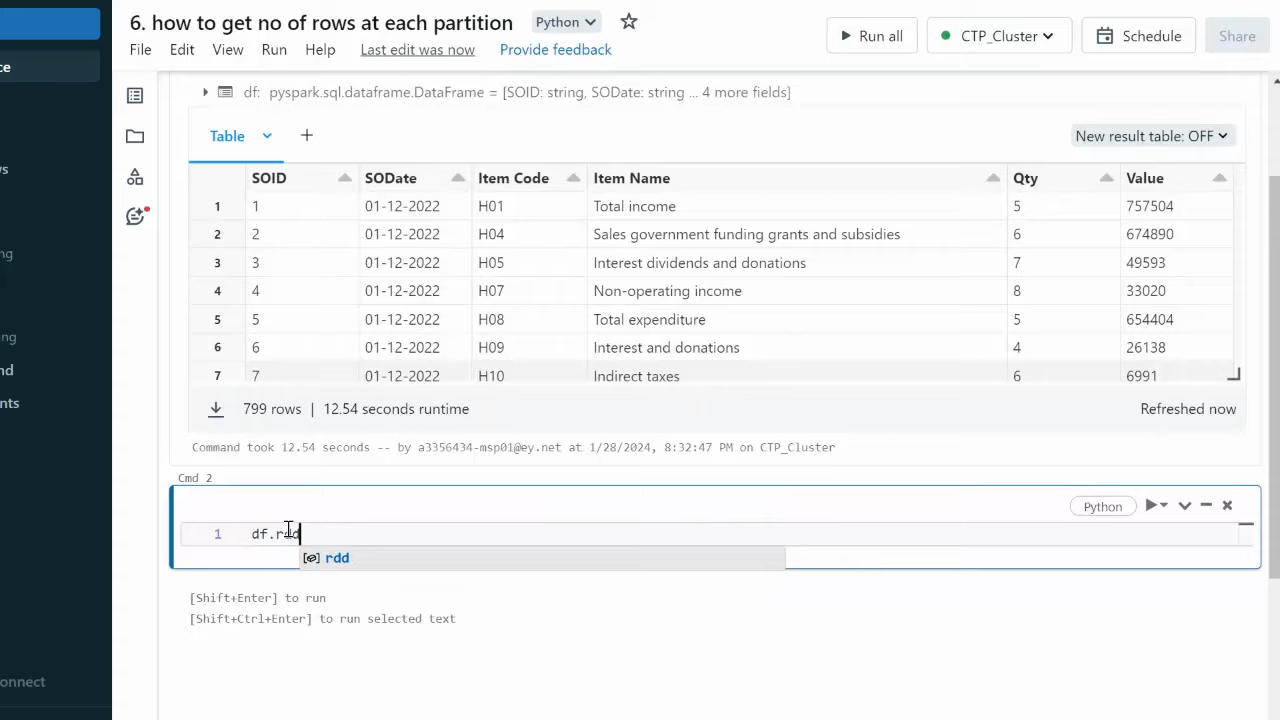 6. how to get no of rows at each partition Python
File Edit View Run Help Last edit was now Provide feedback
Run all CTP_Cluster Schedule Share
ce
df: pyspark.sql.dataframe.DataFrame = [SOID: string, SODate: string ... 4 more fields]
Table + New result table: OFF
SOID SODate Item Code Item Name Qty Value
1 1 01-12-2022 H01 Total income 5 757504
2 2 01-12-2022 H04 Sales government funding grants and subsidies 6 674890
3 3 01-12-2022 H05 Interest dividends and donations 7 49593
4 4 01-12-2022 H07 Non-operating income 8 33020
5 5 01-12-2022 H08 Total expenditure 5 654404
6 6 01-12-2022 H09 Interest and donations 4 26138
7 7 01-12-2022 H10 Indirect taxes 6 6991
799 rows | 12.54 seconds runtime Refreshed now
Command took 12.54 seconds -- by a3356434-msp01@ey.net at 1/28/2024, 8:32:47 PM on CTP_Cluster
Cmd 2
Python
1 df.rdd
rdd
[Shift+Enter] to run
[Shift+Ctrl+Enter] to run selected text
ws
ng
ng
nd
nts
onnect